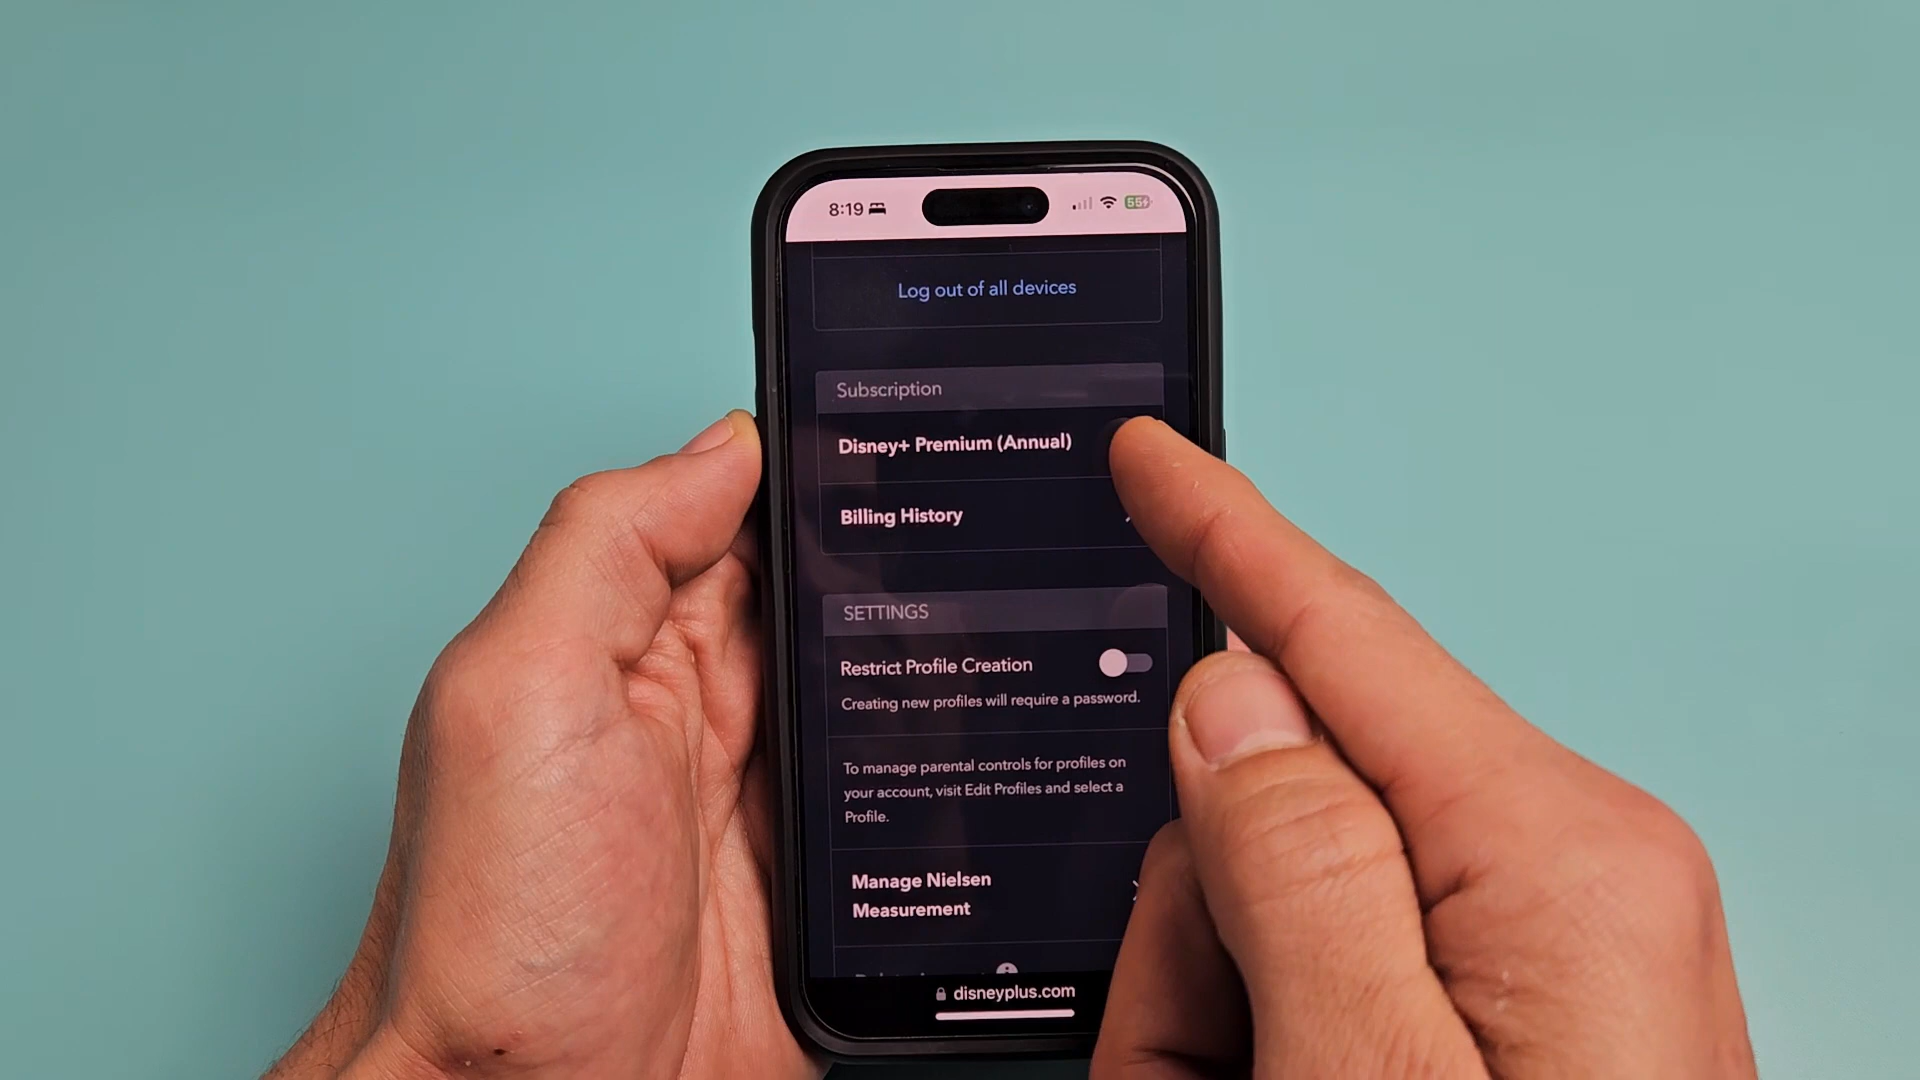 8:19
55
Log out of all devices
Subscription
Disney+ Premium (Annual)
Billing History
SETTINGS
Restrict Profile Creation
Creating new profiles will require a password.
To manage parental controls for profiles on
your account, visit Edit Profiles and select a
Profile.
Manage Nielsen
Measurement
disneyplus.com